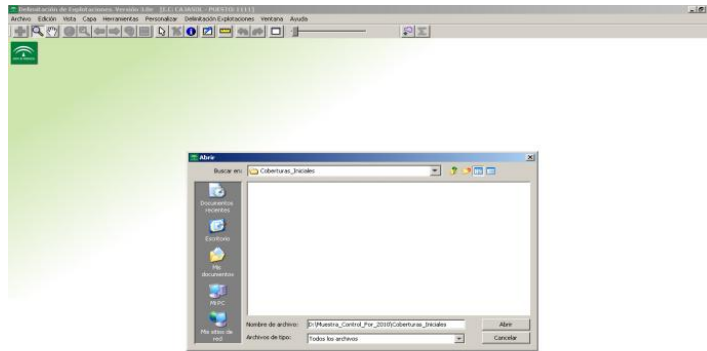 Delimitación de Explotaciones. Versión 3.0e [E.C: CAJASOL - PUESTO: 1111]
Archivo Edición Vista Capa Herramientas Personalizar Delimitación Explotaciones Ventana Ayuda
Abrir
Buscar en: Coberturas_Iniciales
Documentos
recientes
Escritorio
Mis
documentos
Mi PC
Mis sitios de
red
Nombre de archivo: D:\Muestra_Control_Por_2010\Coberturas_Iniciales Abrir
Archivos de tipo: Todos los archivos Cancelar